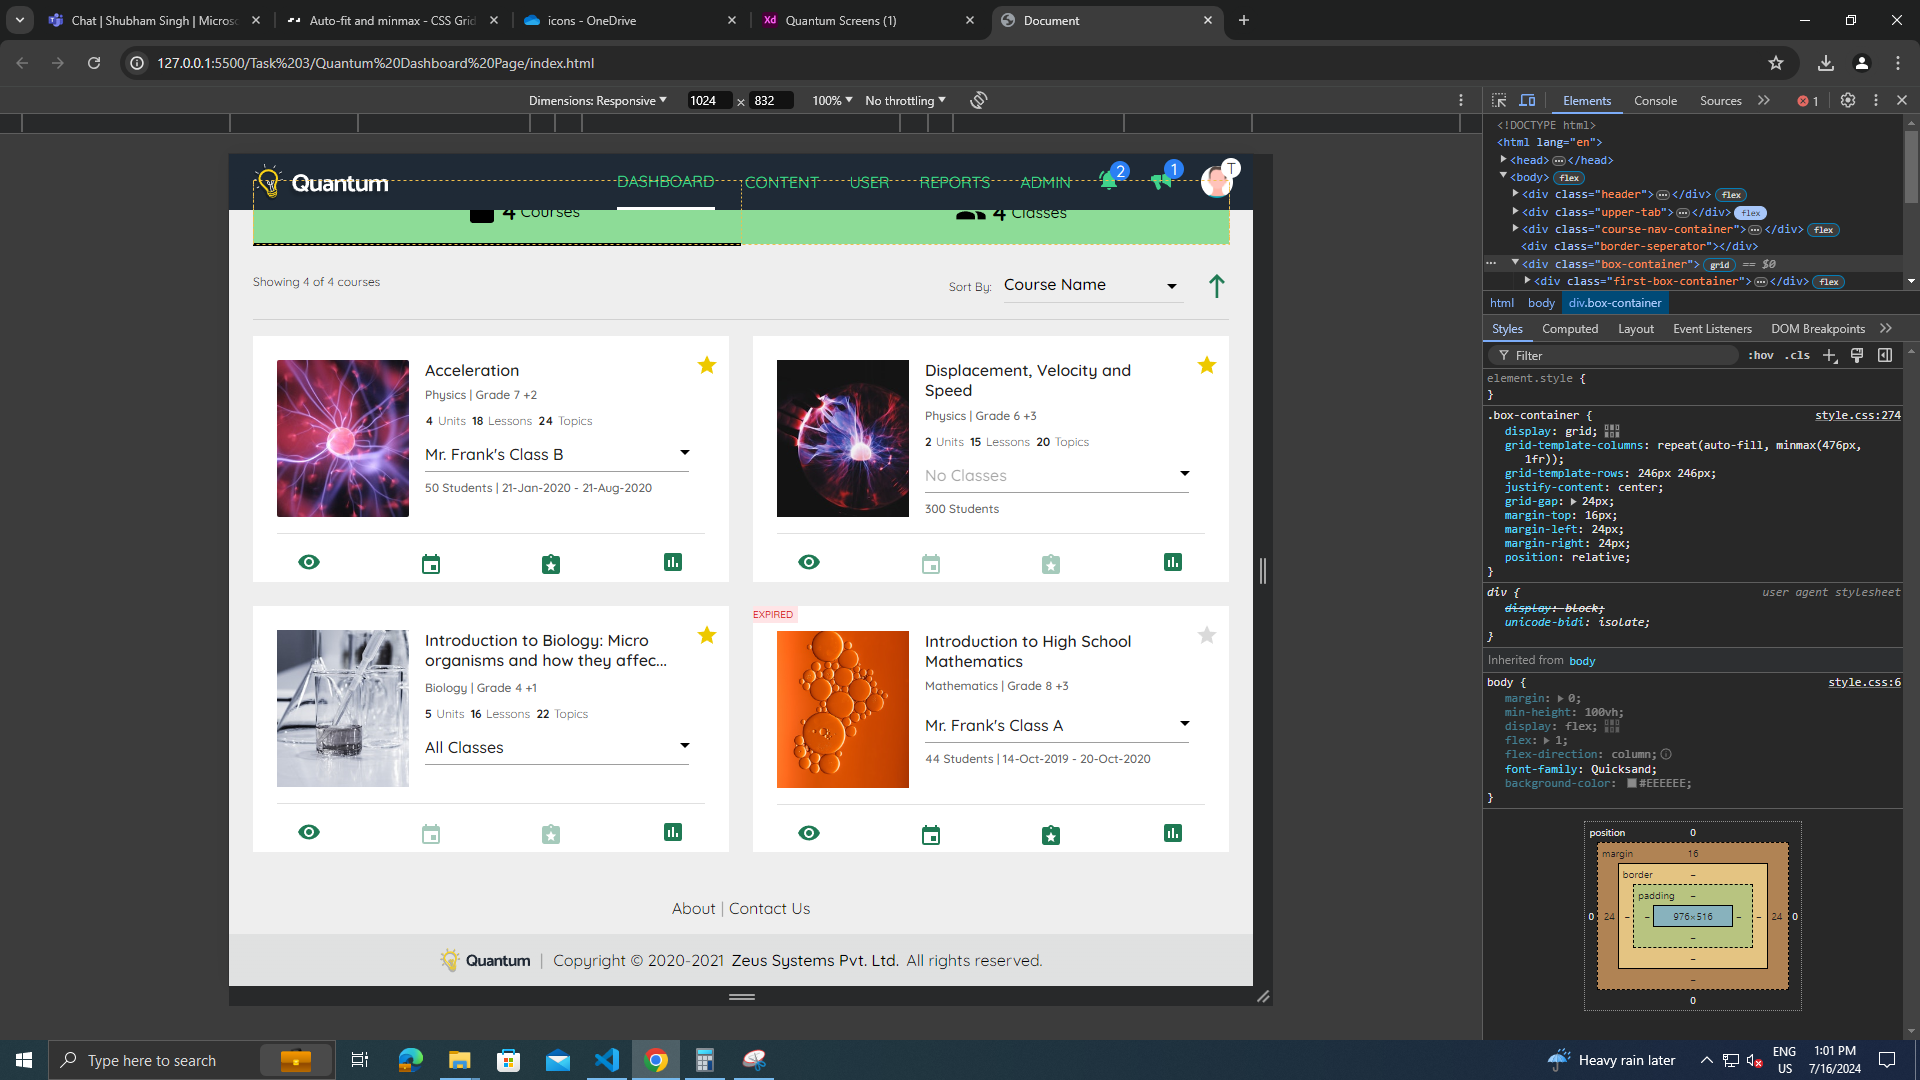 Chat | Shubham Singh | Microso
Auto-fit and minmax - CSS Grid
icons - OneDrive
Xd Quantum Screens (1)
Document
127.0.0.1:5500/Task%203/Quantum%20Dashboard%20Page/index.html
Dimensions: Responsive 1024 × 832 100% No throttling
Elements Console Sources 1
<!DOCTYPE html>
<html lang="en">
<head> </head>
<body> flex
<div class="header"> </div> flex
<div class="upper-tab"> </div> flex
<div class="course-nav-container"> </div> flex
<div class="border-seperator"></div>
<div class="box-container"> grid == $0
<div class="first-box-container"> </div> flex
html body div.box-container
Styles Computed Layout Event Listeners DOM Breakpoints
Filter :hov .cls
element.style {
}
.box-container { style.css:274
display: grid;
grid-template-columns: repeat(auto-fill, minmax(476px,
1fr));
grid-template-rows: 246px 246px;
justify-content: center;
grid-gap: 24px;
margin-top: 16px;
margin-left: 24px;
margin-right: 24px;
position: relative;
}
div { user agent stylesheet
display: block;
unicode-bidi: isolate;
}
Inherited from body
body { style.css:6
margin: 0;
min-height: 100vh;
display: flex;
flex: 1;
flex-direction: column;
font-family: Quicksand;
background-color: #EEEEEE;
}
position 0
margin 16
border -
padding -
0 24 - - 976×516 - - 24 0
-
-
-
0
Quantum DASHBOARD CONTENT USER REPORTS ADMIN 2 1 T
4 Courses
4 Classes
Showing 4 of 4 courses
Sort By: Course Name
Acceleration
Physics | Grade 7 +2
4 Units 18 Lessons 24 Topics
Mr. Frank's Class B
50 Students | 21-Jan-2020 - 21-Aug-2020
Displacement, Velocity and
Speed
Physics | Grade 6 +3
2 Units 15 Lessons 20 Topics
No Classes
300 Students
Introduction to Biology: Micro
organisms and how they affec...
Biology | Grade 4 +1
5 Units 16 Lessons 22 Topics
All Classes
EXPIRED
Introduction to High School
Mathematics
Mathematics | Grade 8 +3
Mr. Frank's Class A
44 Students | 14-Oct-2019 - 20-Oct-2020
About | Contact Us
Quantum | Copyright © 2020-2021 Zeus Systems Pvt. Ltd. All rights reserved.
Type here to search
Heavy rain later
ENG
US
1:01 PM
7/16/2024